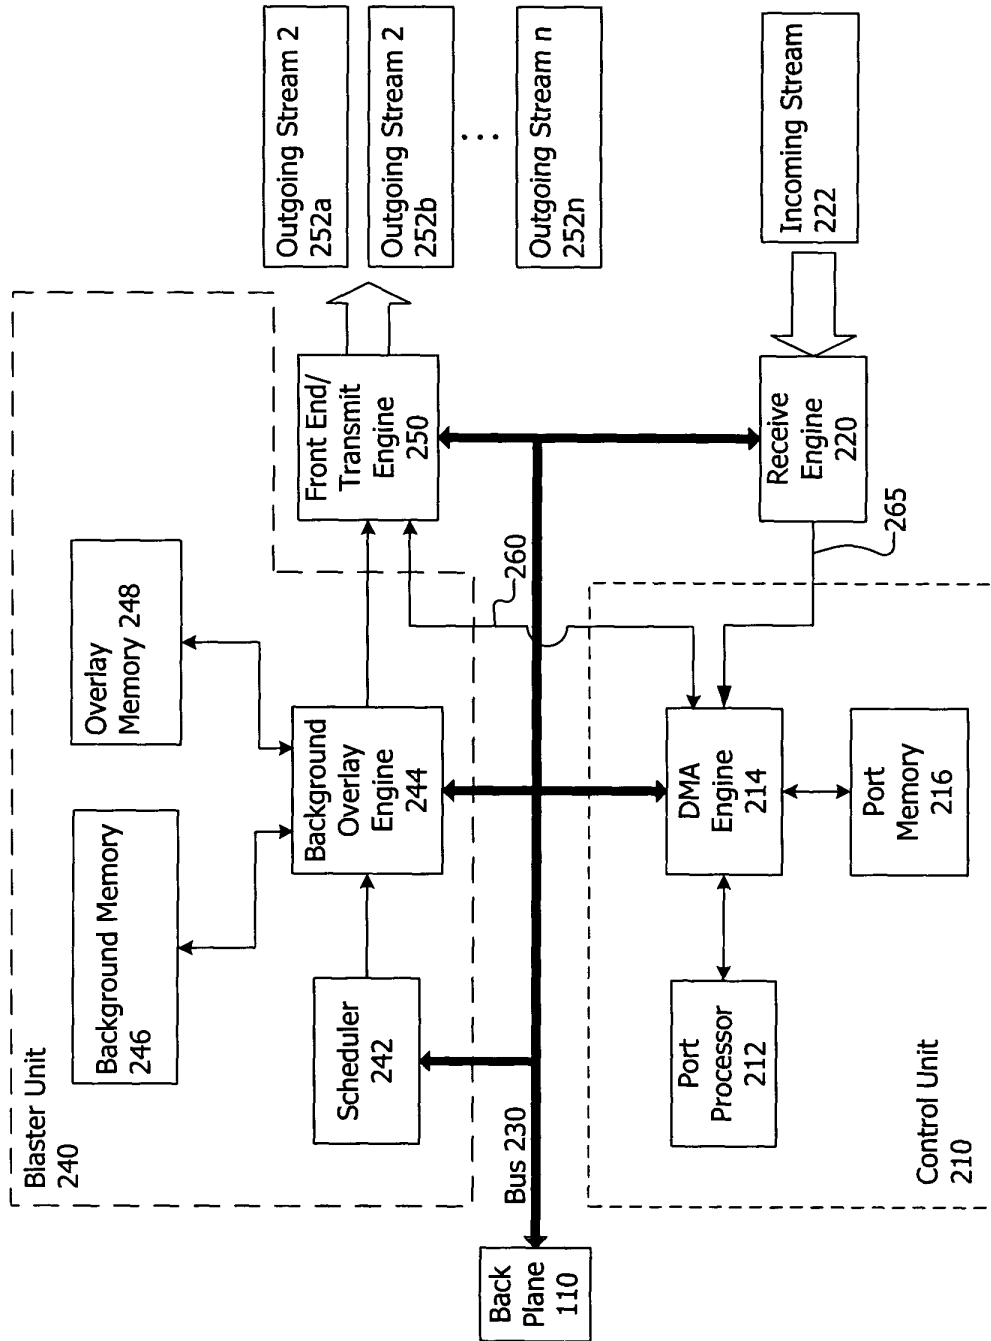 Blaster Unit
240
Background Memory
246
Overlay
Memory 248
Scheduler
242
Background
Overlay
Engine
244
Front End/
Transmit
Engine
250
Outgoing Stream 2
252a
Outgoing Stream 2
252b
...
Outgoing Stream n
252n
260
Back
Plane
110
Bus 230
Port
Processor
212
DMA
Engine
214
Port
Memory
216
Control Unit
210
265
Receive
Engine
220
Incoming Stream
222